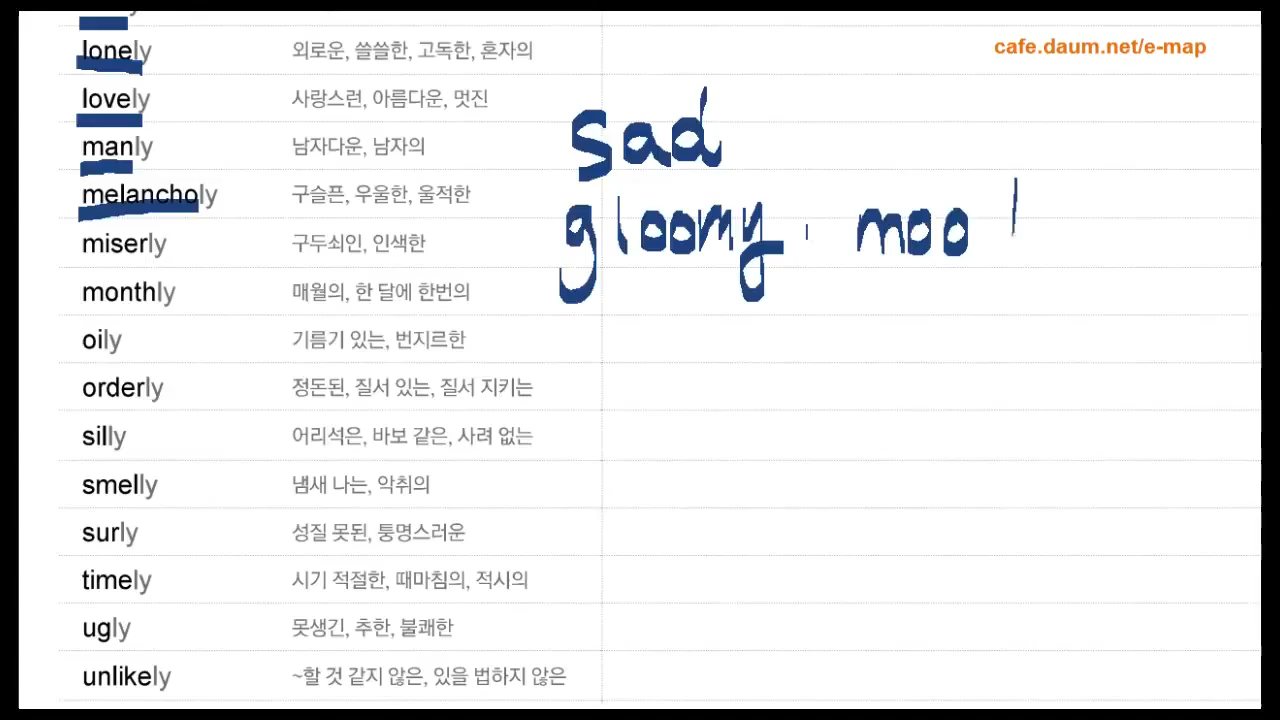 lonely 외로운, 쓸쓸한, 고독한, 혼자의
cafe.daum.net/e-map
lovely 사랑스런, 아름다운, 멋진
sad
manly 남자다운, 남자의
melancholy 구슬픈, 우울한, 울적한
gloomy, moo
miserly 구두쇠인, 인색한
monthly 매월의, 한 달에 한번의
oily 기름기 있는, 번지르한
orderly 정돈된, 질서 있는, 질서 지키는
silly 어리석은, 바보 같은, 사려 없는
smelly 냄새 나는, 악취의
surly 성질 못된, 퉁명스러운
timely 시기 적절한, 때마침의, 적시의
ugly 못생긴, 추한, 불쾌한
unlikely ~할 것 같지 않은, 있을 법하지 않은